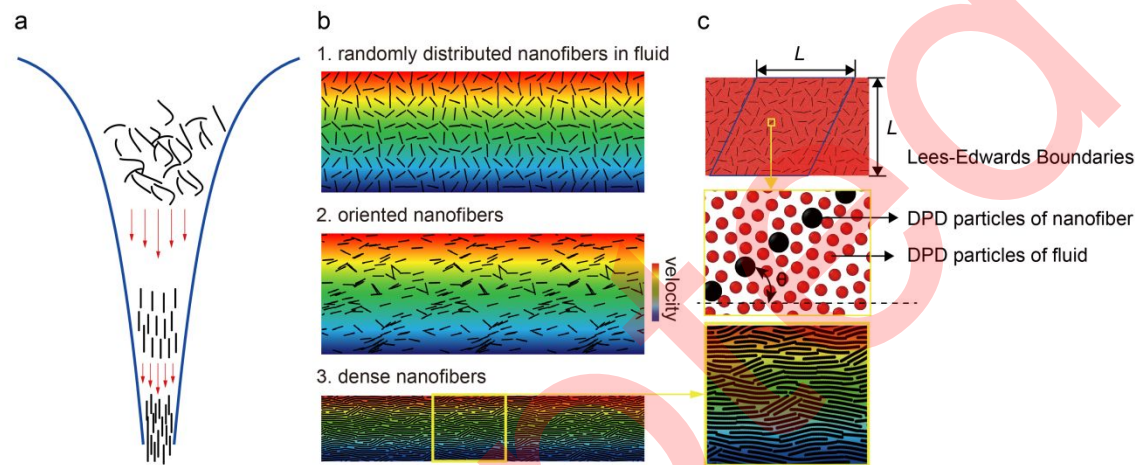 a
b
1. randomly distributed nanofibers in fluid
2. oriented nanofibers
velocity
3. dense nanofibers
c
L
L
Lees-Edwards Boundaries
DPD particles of nanofiber
DPD particles of fluid
θ